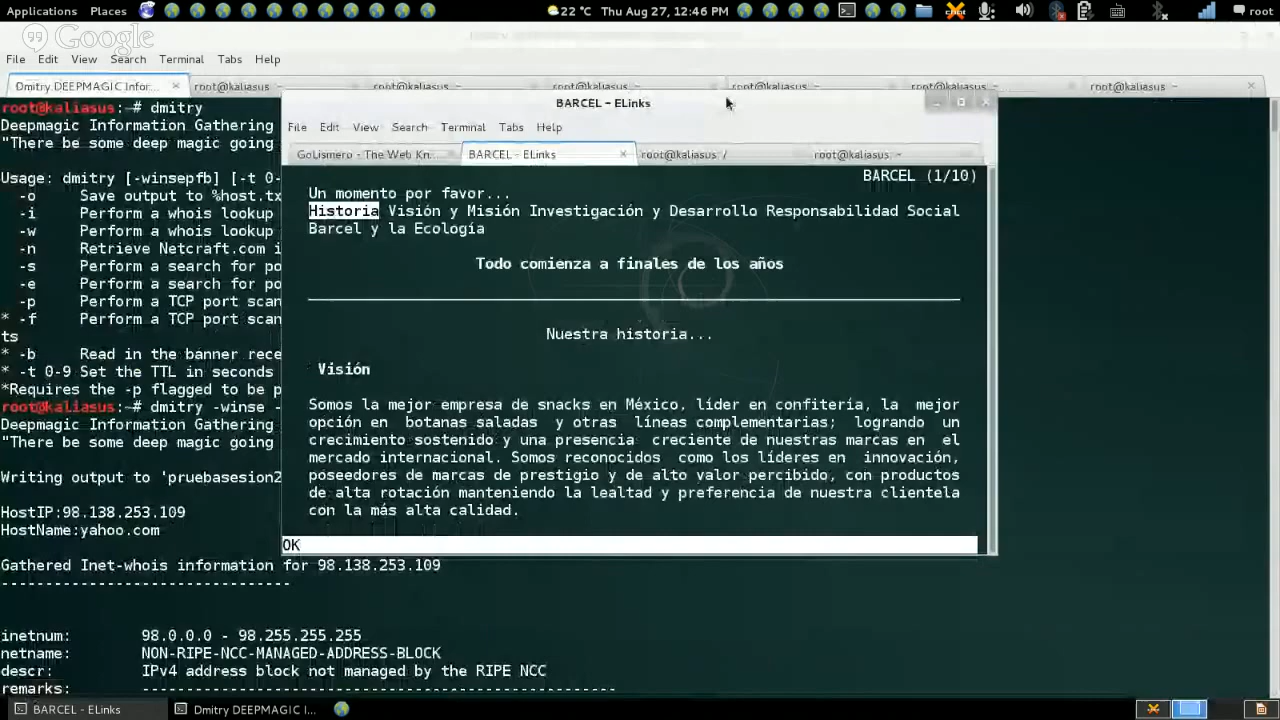 Applications Places 22 °C Thu Aug 27, 12:46 PM root
Google
File Edit View Search Terminal Tabs Help
Dmitry DEEPMAGIC Infor... × root@kaliasus: ~ root@kaliasus: ~ root@kaliasus: ~ root@kaliasus: ~ root@kaliasus: ~ root@kaliasus: ~ ×
root@kaliasus:~# dmitry
Deepmagic Information Gathering
"There be some deep magic going
Usage: dmitry [-winsepfb] [-t 0-
-o Save output to %host.tx
-i Perform a whois lookup
-w Perform a whois lookup
-n Retrieve Netcraft.com i
-s Perform a search for po
-e Perform a search for po
-p Perform a TCP port scan
* -f Perform a TCP port scan
ts
* -b Read in the banner rece
* -t 0-9 Set the TTL in seconds
*Requires the -p flagged to be p
root@kaliasus:~# dmitry -winse -
Deepmagic Information Gathering
"There be some deep magic going
Writing output to 'pruebasesion2
HostIP:98.138.253.109
HostName:yahoo.com
Gathered Inet-whois information for 98.138.253.109
---------------------------------
inetnum: 98.0.0.0 - 98.255.255.255
netname: NON-RIPE-NCC-MANAGED-ADDRESS-BLOCK
descr: IPv4 address block not managed by the RIPE NCC
remarks: ------------------------------------------------------
BARCEL - ELinks
File Edit View Search Terminal Tabs Help
GoLismero - The Web Kn... BARCEL - ELinks × root@kaliasus: / root@kaliasus: ~
BARCEL (1/10)
Un momento por favor...
Historia Visión y Misión Investigación y Desarrollo Responsabilidad Social
Barcel y la Ecología
Todo comienza a finales de los años
Nuestra historia...
Visión
Somos la mejor empresa de snacks en México, líder en confitería, la mejor
opción en botanas saladas y otras líneas complementarias; logrando un
crecimiento sostenido y una presencia creciente de nuestras marcas en el
mercado internacional. Somos reconocidos como los líderes en innovación,
poseedores de marcas de prestigio y de alto valor percibido, con productos
de alta rotación manteniendo la lealtad y preferencia de nuestra clientela
con la más alta calidad.
OK
BARCEL - ELinks Dmitry DEEPMAGIC I...